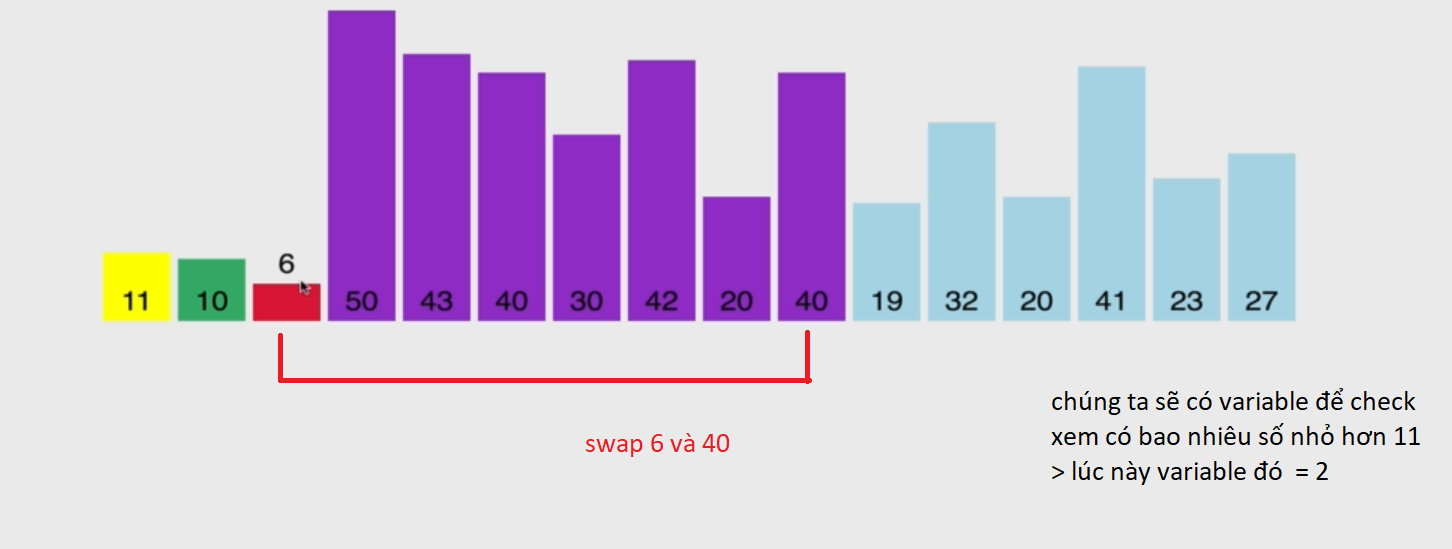 6
11 10 50 43 40 30 42 20 40 19 32 20 41 23 27
swap 6 và 40
chúng ta sẽ có variable để check
xem có bao nhiêu số nhỏ hơn 11
> lúc này variable đó = 2